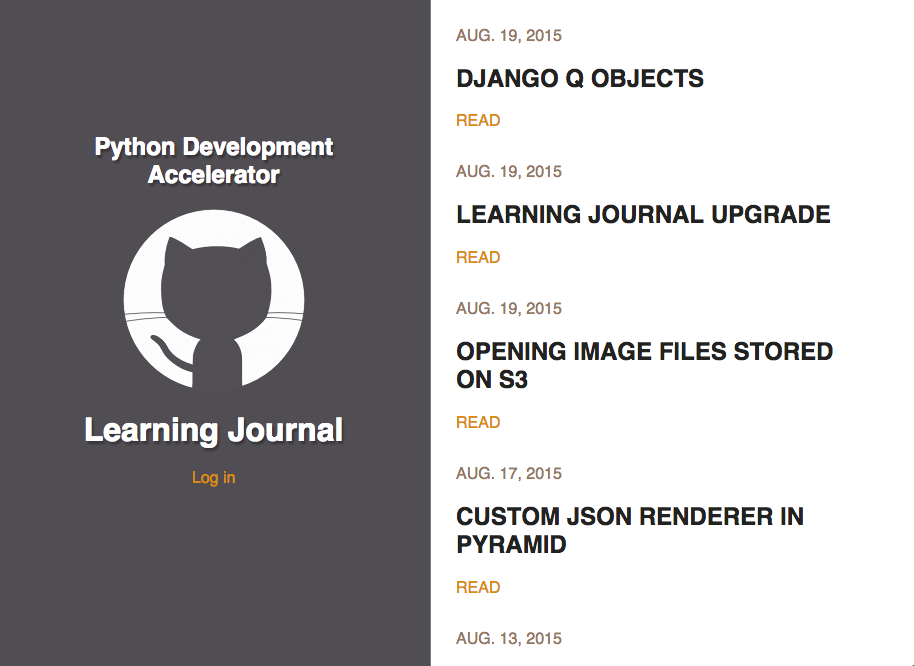 Python Development
Accelerator
Learning Journal
Log in
AUG. 19, 2015
DJANGO Q OBJECTS
READ
AUG. 19, 2015
LEARNING JOURNAL UPGRADE
READ
AUG. 19, 2015
OPENING IMAGE FILES STORED
ON S3
READ
AUG. 17, 2015
CUSTOM JSON RENDERER IN
PYRAMID
READ
AUG. 13, 2015